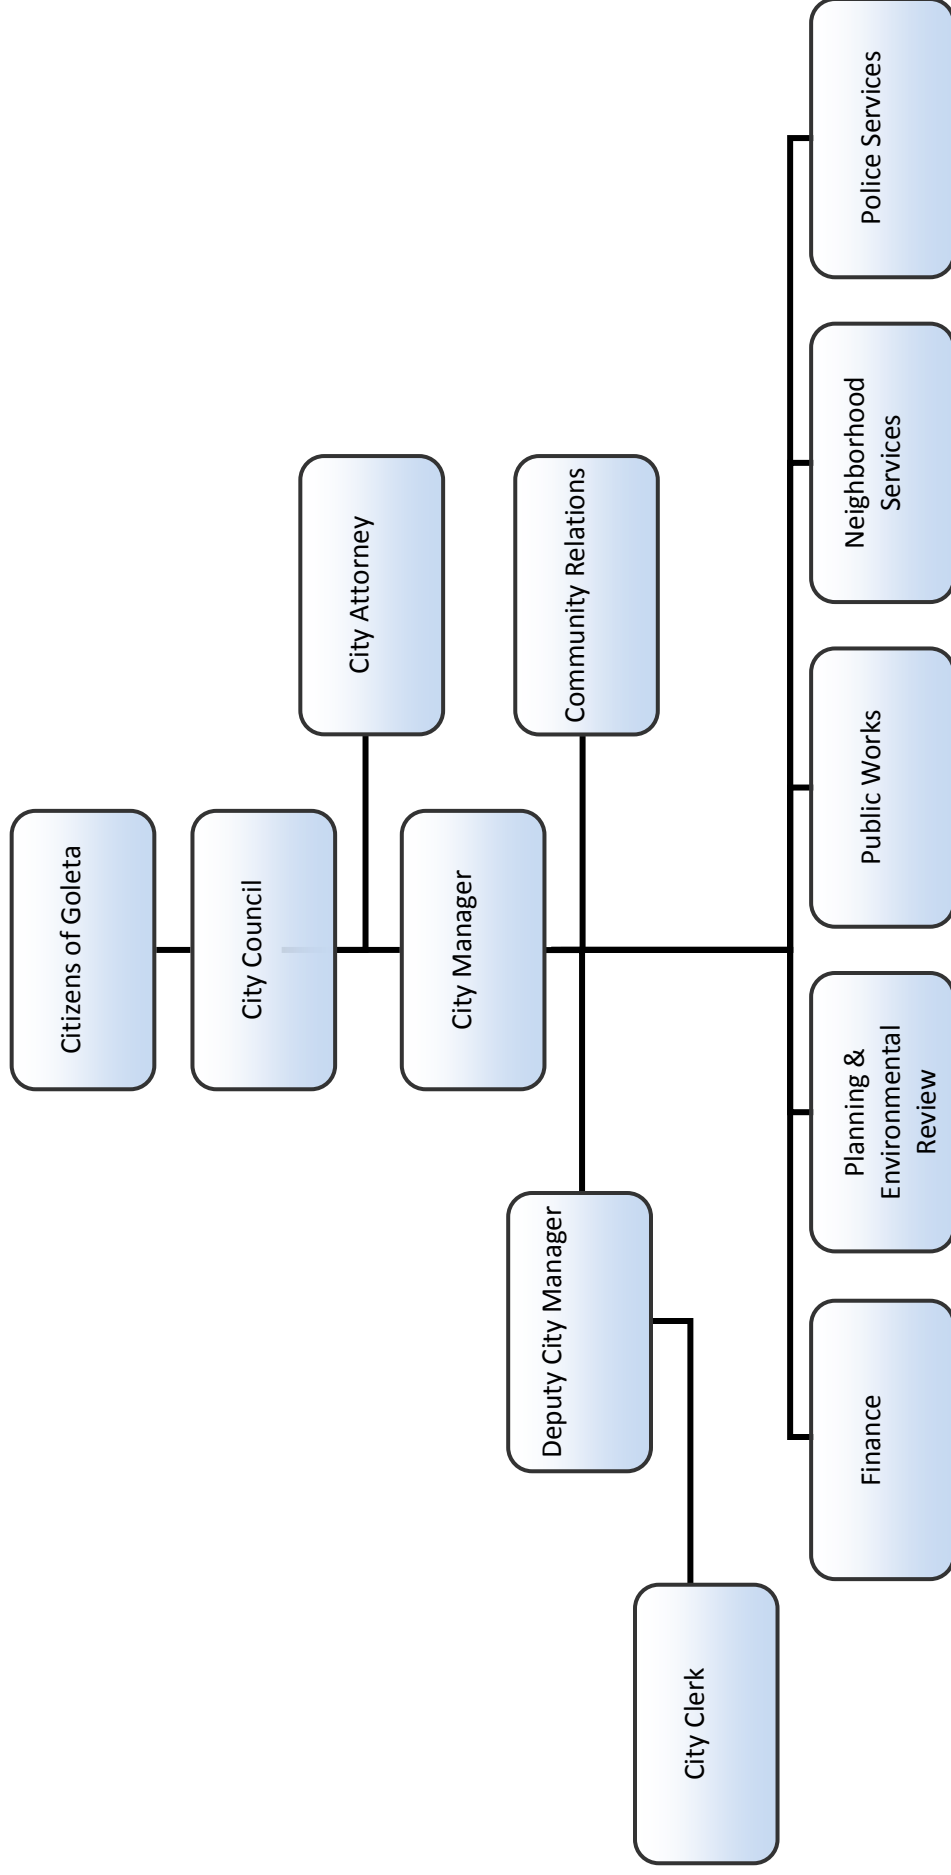 Citizens of Goleta
City Council
City Attorney
City Manager
Deputy City Manager
Community Relations
City Clerk
Finance
Planning &
Environmental
Review
Public Works
Neighborhood
Services
Police Services